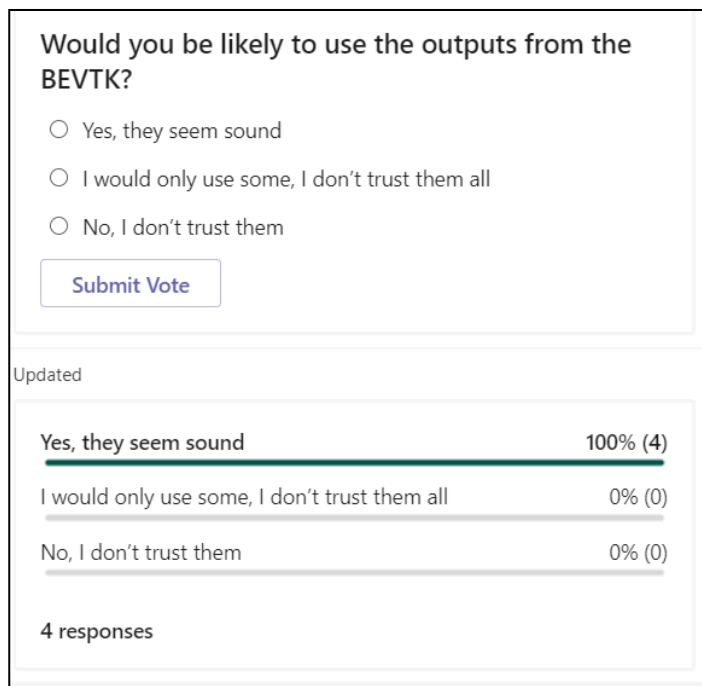 Would you be likely to use the outputs from the
BEVTK?
Yes, they seem sound
I would only use some, I don’t trust them all
No, I don’t trust them
Submit Vote
Updated
Yes, they seem sound 100% (4)
I would only use some, I don’t trust them all 0% (0)
No, I don’t trust them 0% (0)
4 responses